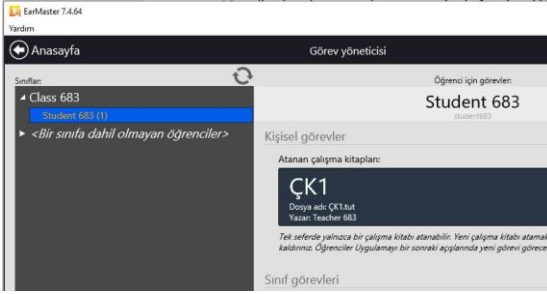 EarMaster 7.4.64
Yardım
Anasayfa
Görev yöneticisi
Sınıflar:
Öğrenci için görevler:
Class 683
Student 683 (1)
<Bir sınıfa dahil olmayan öğrenciler>
Student 683
student683
Kişisel görevler
Atanan çalışma kitapları:
ÇK1
Dosya adı: ÇK1.tut
Yazar: Teacher 683
Tek seferde yalnızca bir çalışma kitabı atanabilir. Yeni çalışma kitabı atamak
kaldırınız. Öğrenciler Uygulamayı bir sonraki açışlarında yeni görevi görece
Sınıf görevleri